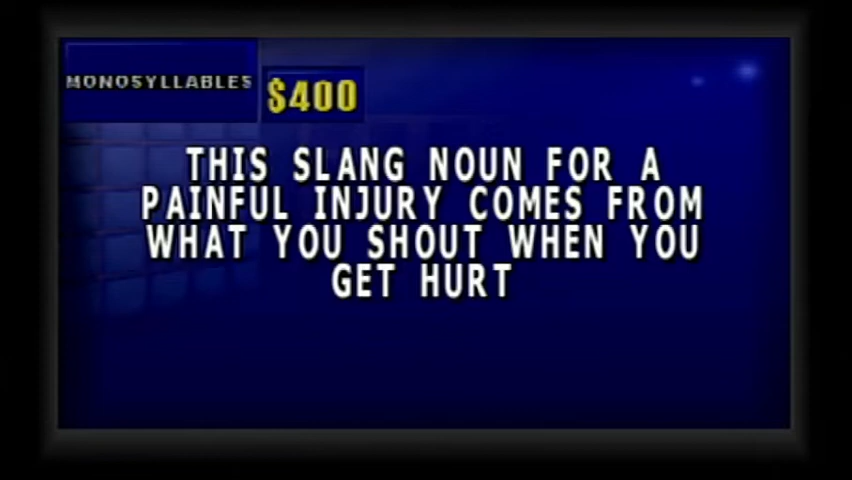 MONOSYLLABLES
$400
THIS SLANG NOUN FOR A
PAINFUL INJURY COMES FROM
WHAT YOU SHOUT WHEN YOU
GET HURT